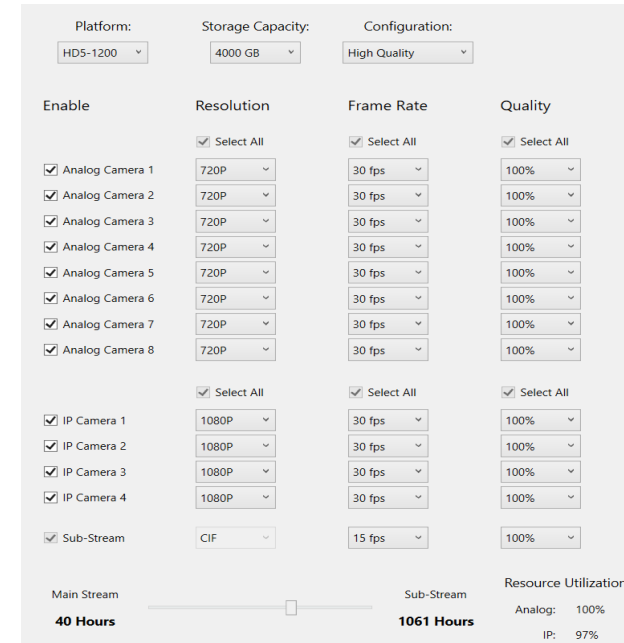 Platform: Storage Capacity: Configuration:
HD5-1200 4000 GB High Quality
Enable Resolution Frame Rate Quality
Select All Select All Select All
Analog Camera 1 720P 30 fps 100%
Analog Camera 2 720P 30 fps 100%
Analog Camera 3 720P 30 fps 100%
Analog Camera 4 720P 30 fps 100%
Analog Camera 5 720P 30 fps 100%
Analog Camera 6 720P 30 fps 100%
Analog Camera 7 720P 30 fps 100%
Analog Camera 8 720P 30 fps 100%
Select All Select All Select All
IP Camera 1 1080P 30 fps 100%
IP Camera 2 1080P 30 fps 100%
IP Camera 3 1080P 30 fps 100%
IP Camera 4 1080P 30 fps 100%
Sub-Stream CIF 15 fps 100%
Resource Utilization
Main Stream Sub-Stream
Analog: 100%
40 Hours 1061 Hours
IP: 97%